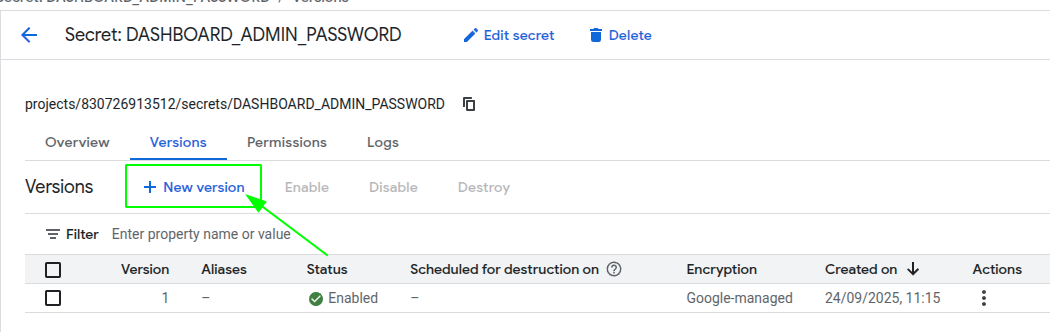 Secret: DASHBOARD_ADMIN_PASSWORD / Versions
Secret: DASHBOARD_ADMIN_PASSWORD Edit secret Delete
projects/830726913512/secrets/DASHBOARD_ADMIN_PASSWORD
Overview Versions Permissions Logs
Versions + New version Enable Disable Destroy
Filter Enter property name or value
Version Aliases Status Scheduled for destruction on ? Encryption Created on ↓ Actions
1 – Enabled – Google-managed 24/09/2025, 11:15